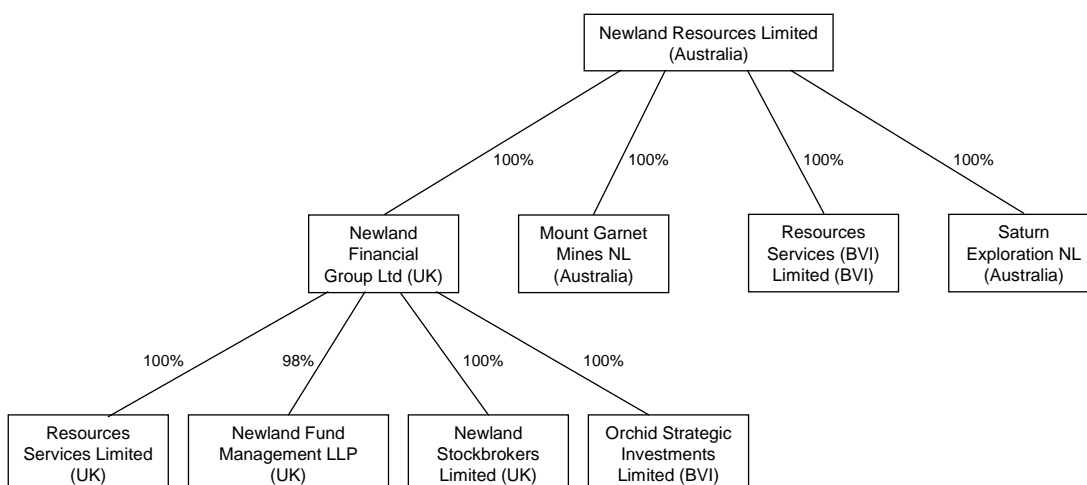 Newland Resources Limited
(Australia)
100%
100%
100%
100%
Newland
Financial
Group Ltd (UK)
Mount Garnet
Mines NL
(Australia)
Resources
Services (BVI)
Limited (BVI)
Saturn
Exploration NL
(Australia)
100%
98%
100%
100%
Resources
Services Limited
(UK)
Newland Fund
Management LLP
(UK)
Newland
Stockbrokers
Limited (UK)
Orchid Strategic
Investments
Limited (BVI)